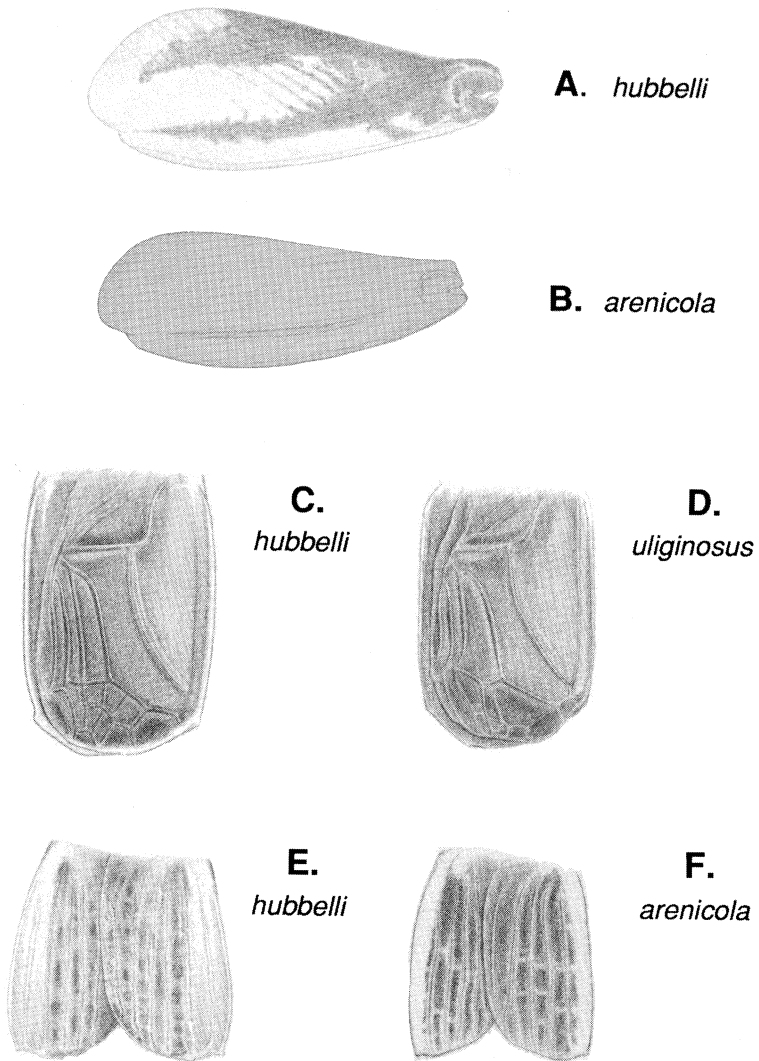 A. hubbelli
B. arenicola
C.
hubbelli
D.
uliginosus
E.
hubbelli
F.
arenicola